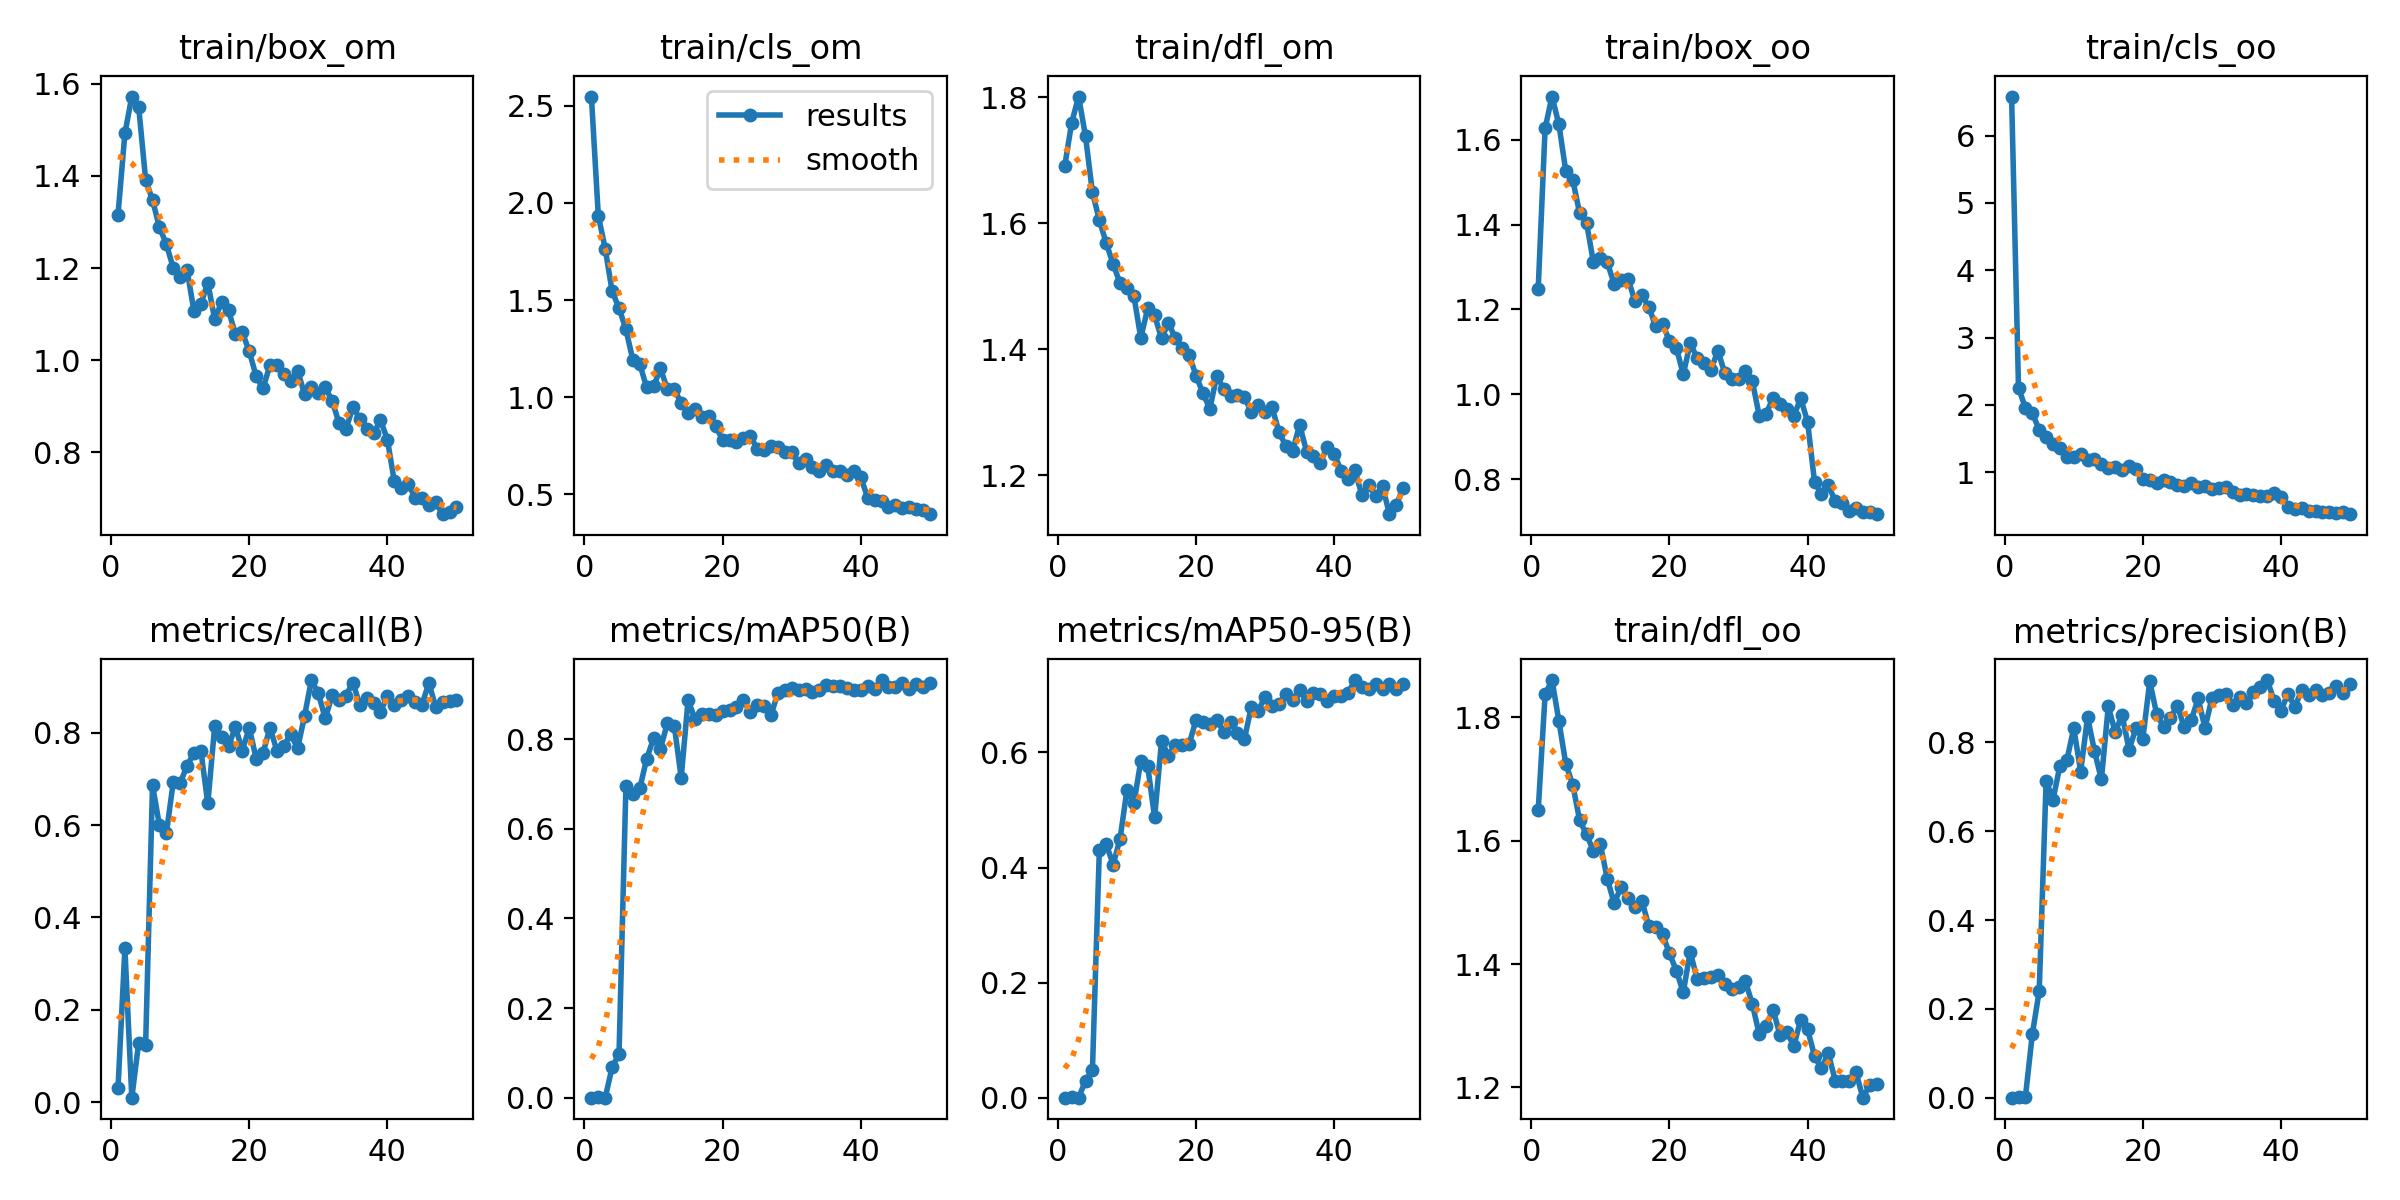 train/box_om
1.6
1.4
1.2
1.0
0.8
0 20 40
train/cls_om
results
smooth
2.5
2.0
1.5
1.0
0.5
0 20 40
train/dfl_om
1.8
1.6
1.4
1.2
0 20 40
train/box_oo
1.6
1.4
1.2
1.0
0.8
0 20 40
train/cls_oo
6
5
4
3
2
1
0 20 40
metrics/recall(B)
0.8
0.6
0.4
0.2
0.0
0 20 40
metrics/mAP50(B)
0.8
0.6
0.4
0.2
0.0
0 20 40
metrics/mAP50-95(B)
0.6
0.4
0.2
0.0
0 20 40
train/dfl_oo
1.8
1.6
1.4
1.2
0 20 40
metrics/precision(B)
0.8
0.6
0.4
0.2
0.0
0 20 40